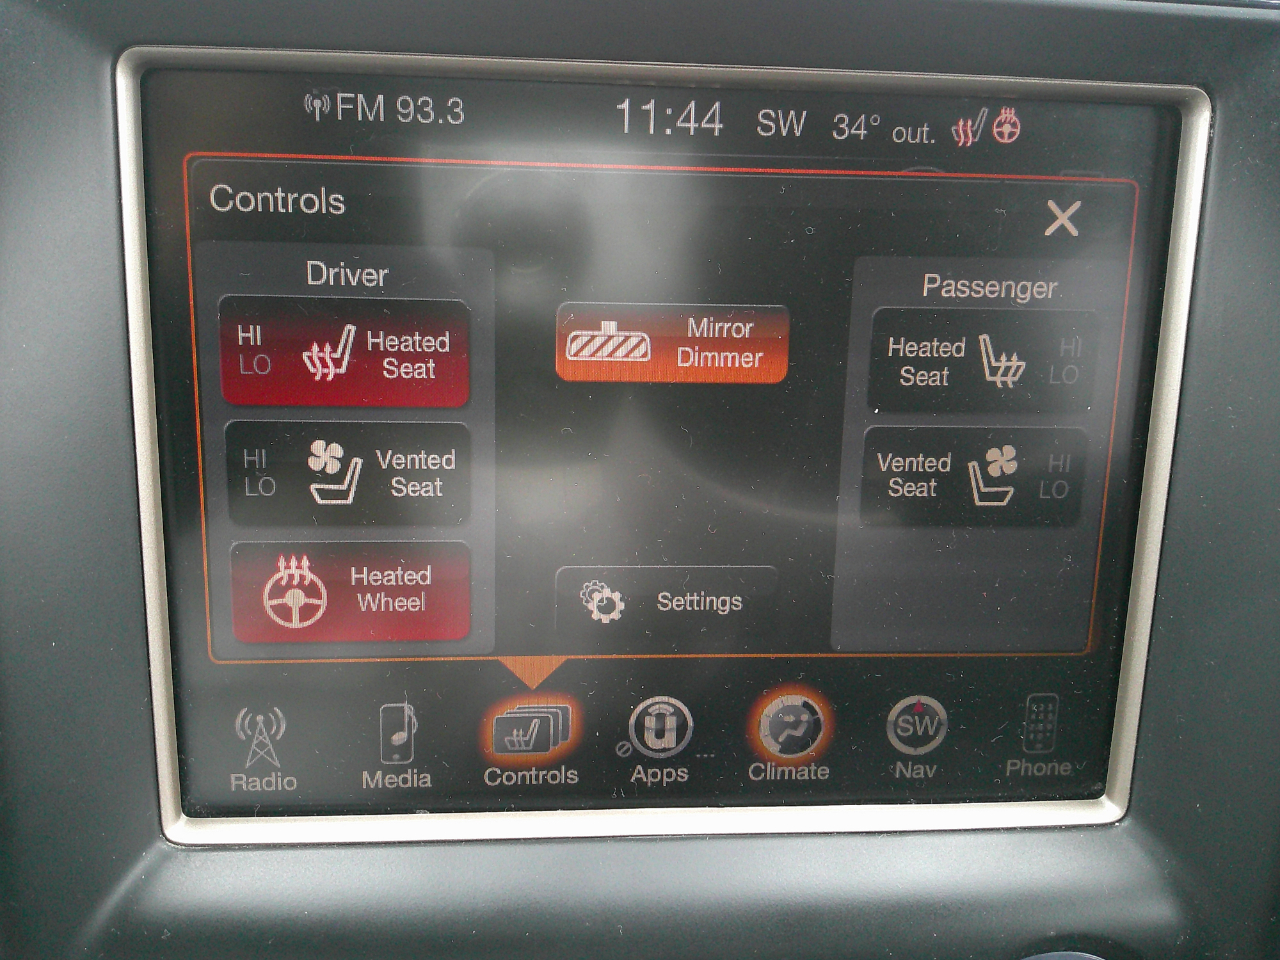 FM 93.3 11:44 SW 34° out.
Controls
Driver
HI
LO
Heated
Seat
HI
LO
Vented
Seat
Heated
Wheel
Mirror
Dimmer
Settings
Passenger
Heated
Seat
HI
LO
Vented
Seat
HI
LO
Radio
Media
Controls
Apps
Climate
SW
Nav
Phone